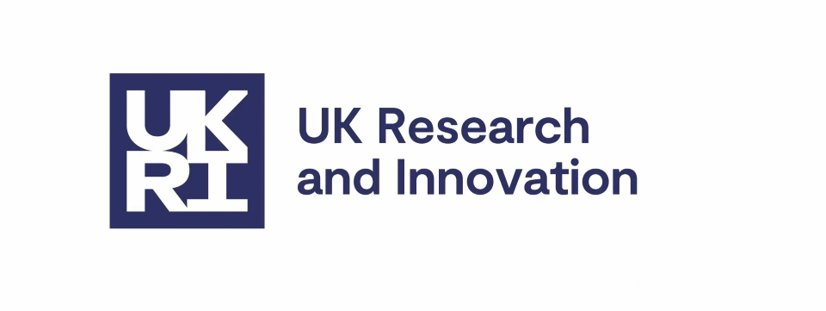 UK
RI
UK Research
and Innovation